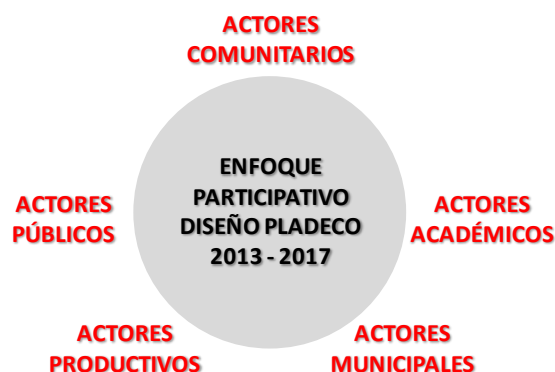 ACTORES
COMUNITARIOS
ENFOQUE
PARTICIPATIVO
DISEÑO PLADECO
2013 - 2017
ACTORES
PÚBLICOS
ACTORES
ACADÉMICOS
ACTORES
PRODUCTIVOS
ACTORES
MUNICIPALES